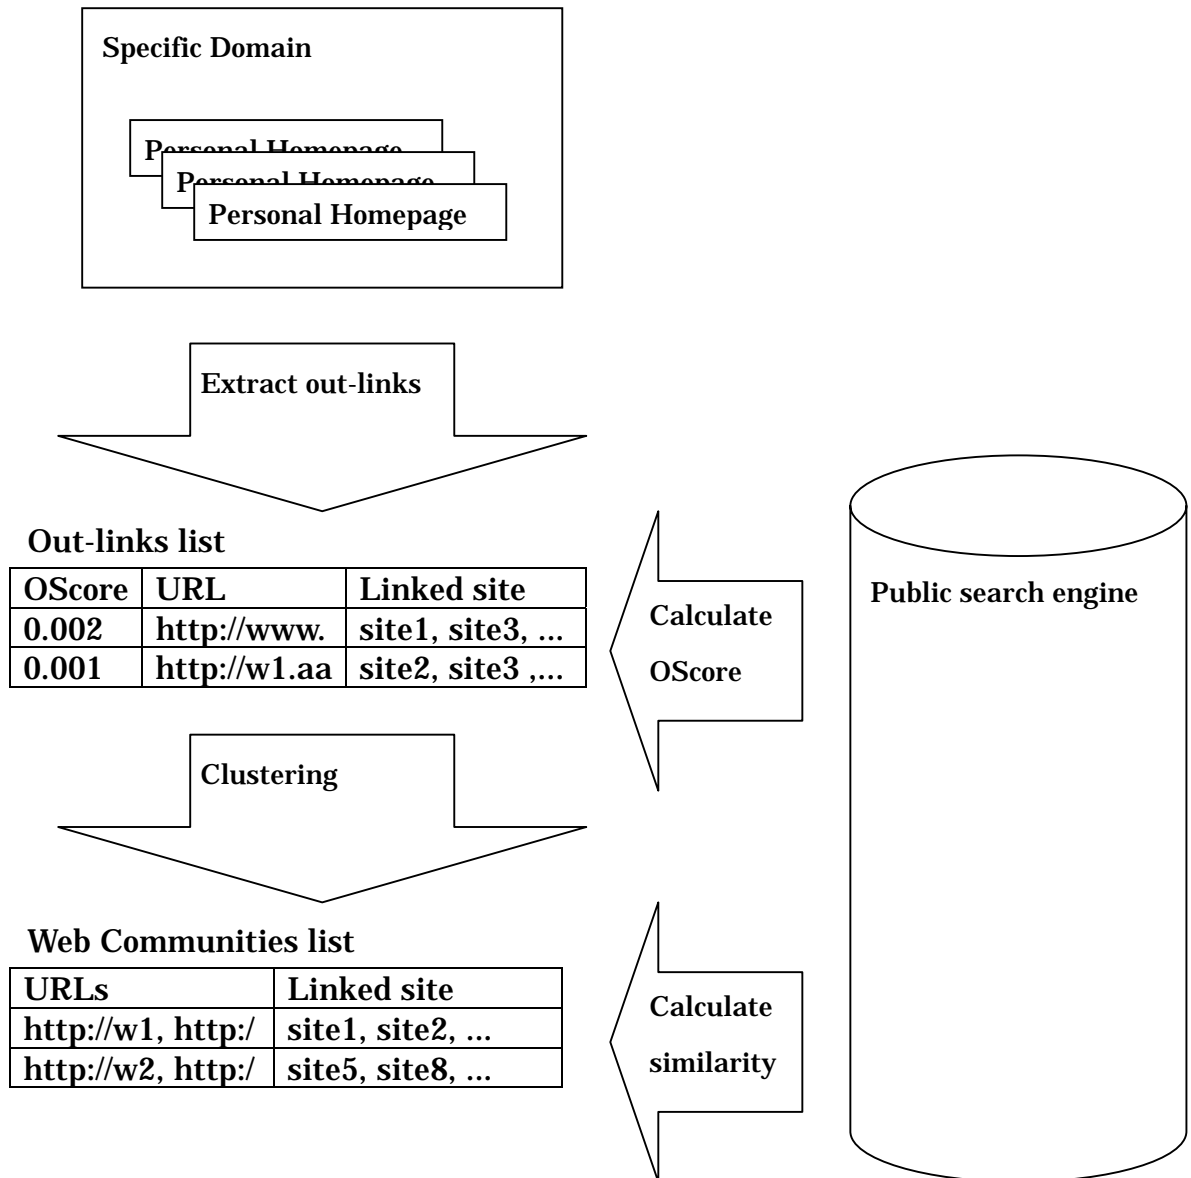 Specific Domain
Personal Homepage
Personal Homepage
Personal Homepage
Extract out-links
Out-links list
OScore URL Linked site
0.002 http://www. site1, site3, ...
0.001 http://w1.aa site2, site3 ,...
Calculate
OScore
Public search engine
Clustering
Web Communities list
URLs Linked site
http://w1, http:/ site1, site2, ...
http://w2, http:/ site5, site8, ...
Calculate
similarity